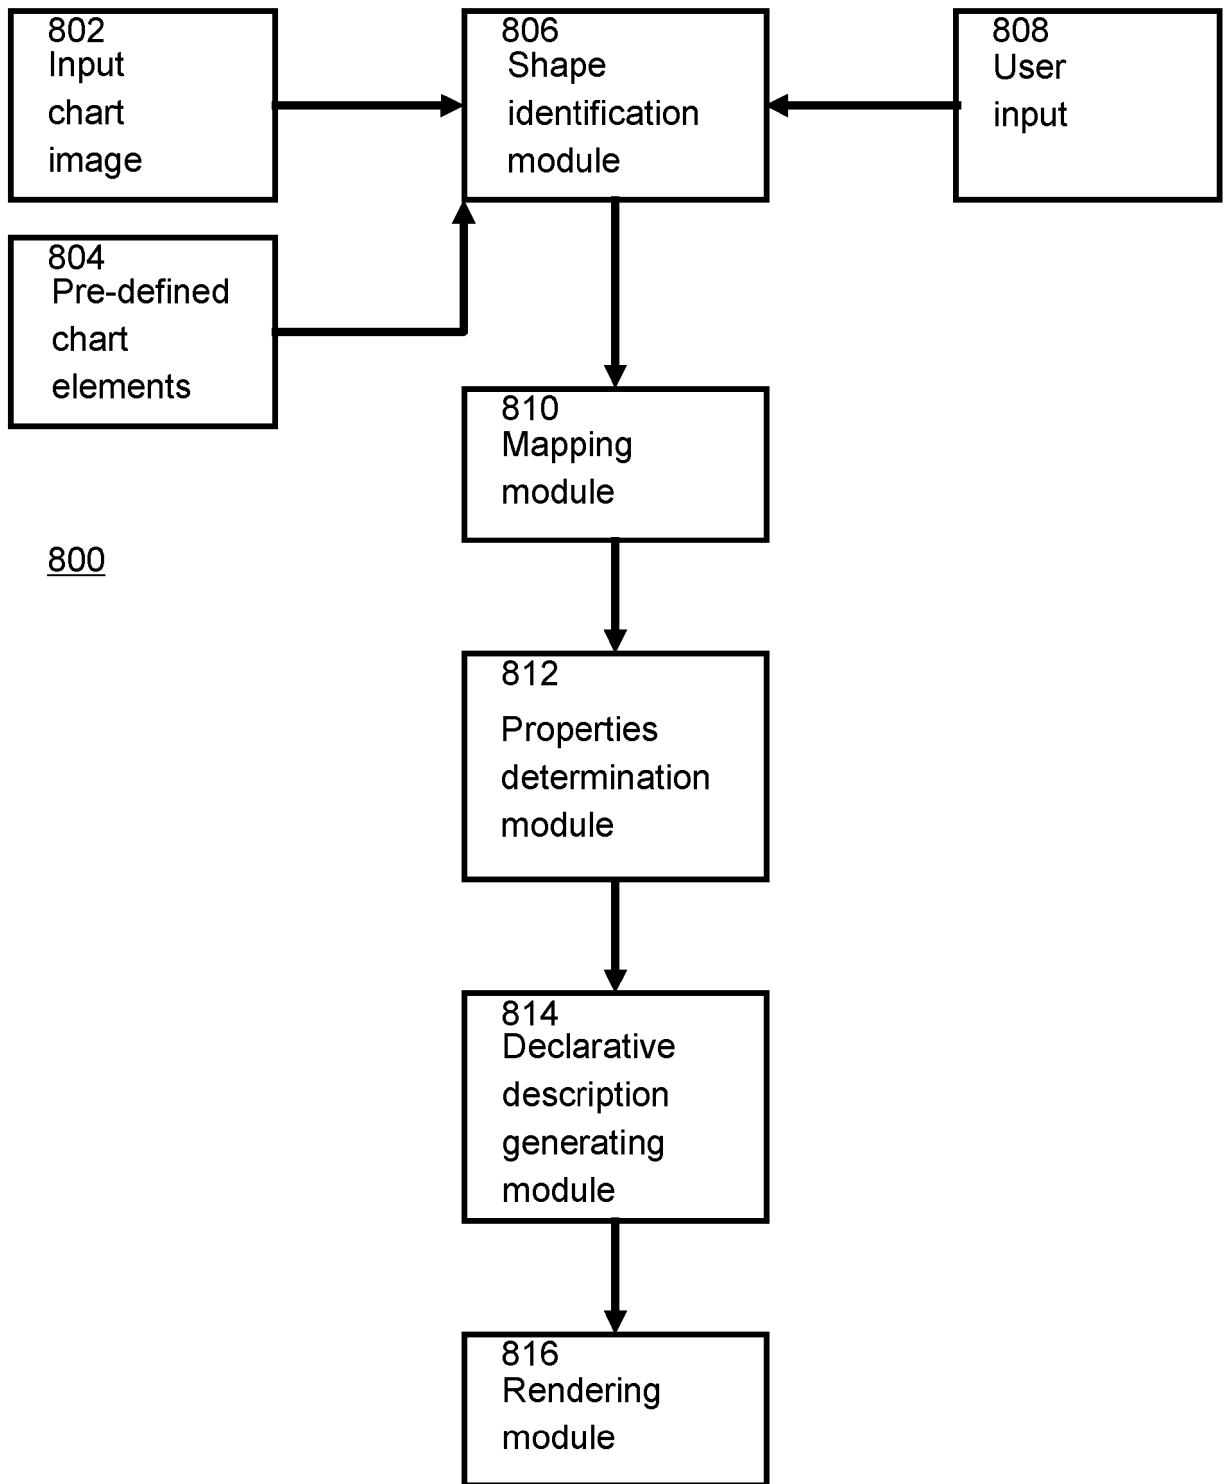 802
Input
chart
image
806
Shape
identification
module
808
User
input
804
Pre-defined
chart
elements
810
Mapping
module
800
812
Properties
determination
module
814
Declarative
description
generating
module
816
Rendering
module